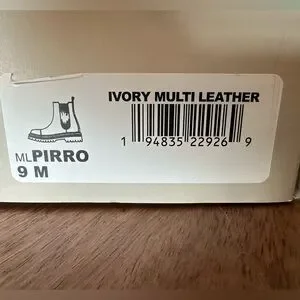 IVORY MULTI LEATHER
1 94835 22926 9
MLPIRRO
9 M